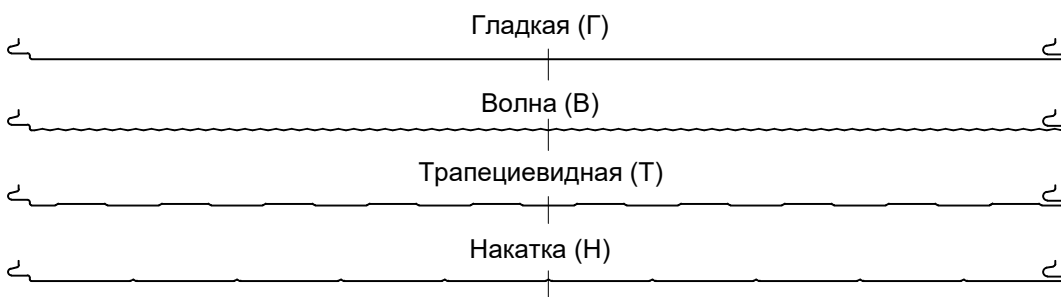 Гладкая (Г)
Волна (В)
Трапециевидная (Т)
Накатка (Н)